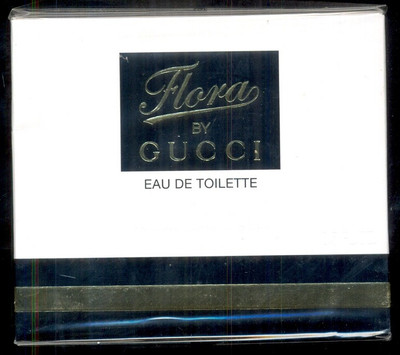 Flora
BY
GUCCI
EAU DE TOILETTE